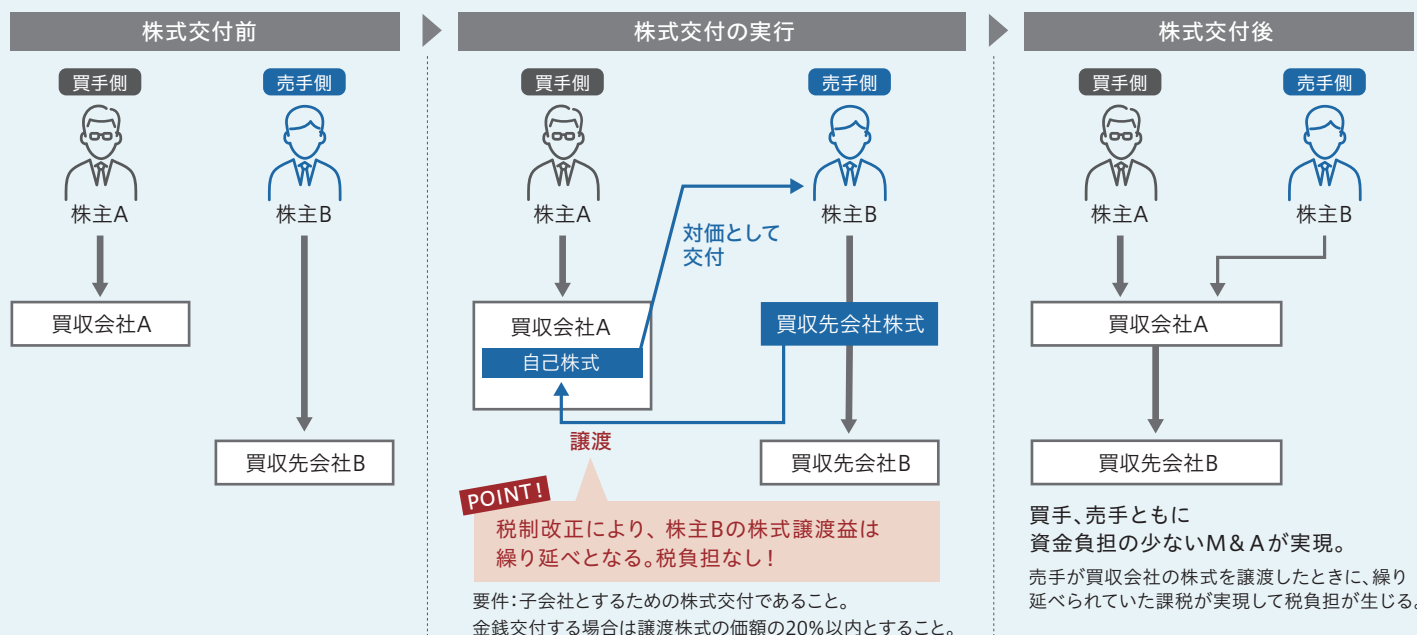 株式交付前
買手側
売手側
株主A
株主B
買収会社A
買収先会社B
株式交付の実行
買手側
売手側
株主A
株主B
対価として
交付
買収会社A
自己株式
買収先会社株式
譲渡
買収先会社B
POINT!
税制改正により、株主Bの株式譲渡益は
繰り延べとなる。税負担なし!
要件:子会社とするための株式交付であること。
金銭交付する場合は譲渡株式の価額の20%以内とすること。
株式交付後
買手側
売手側
株主A
株主B
買収会社A
買収先会社B
買手、売手ともに
資金負担の少ないM&Aが実現。
売手が買収会社の株式を譲渡したときに、繰り
延べられていた課税が実現して税負担が生じる。